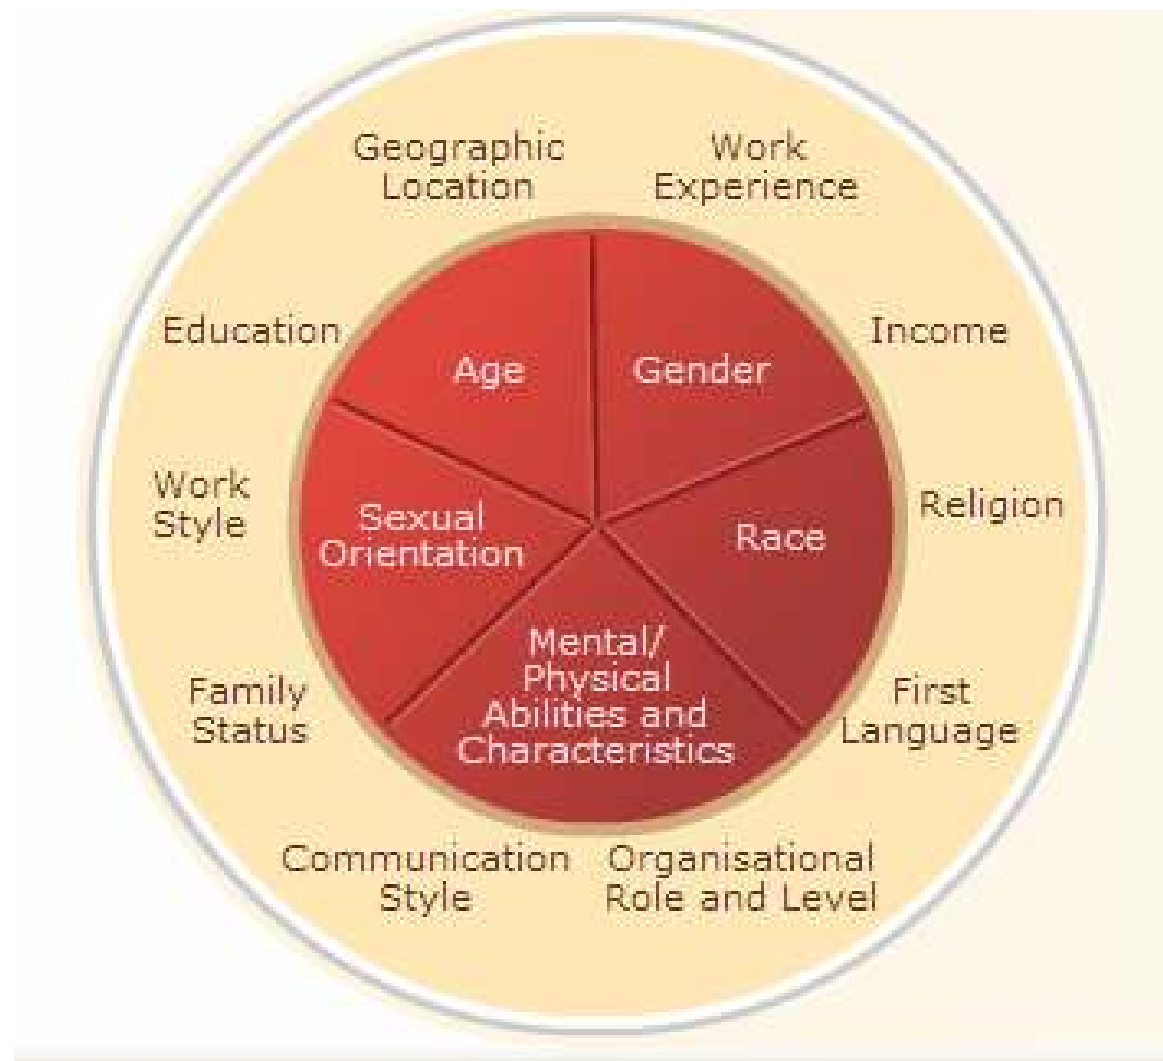 Geographic
Location
Work
Experience
Education
Income
Age
Gender
Work
Style
Sexual
Orientation
Race
Religion
Mental/
Physical
Abilities and
Characteristics
Family
Status
First
Language
Communication
Style
Organisational
Role and Level